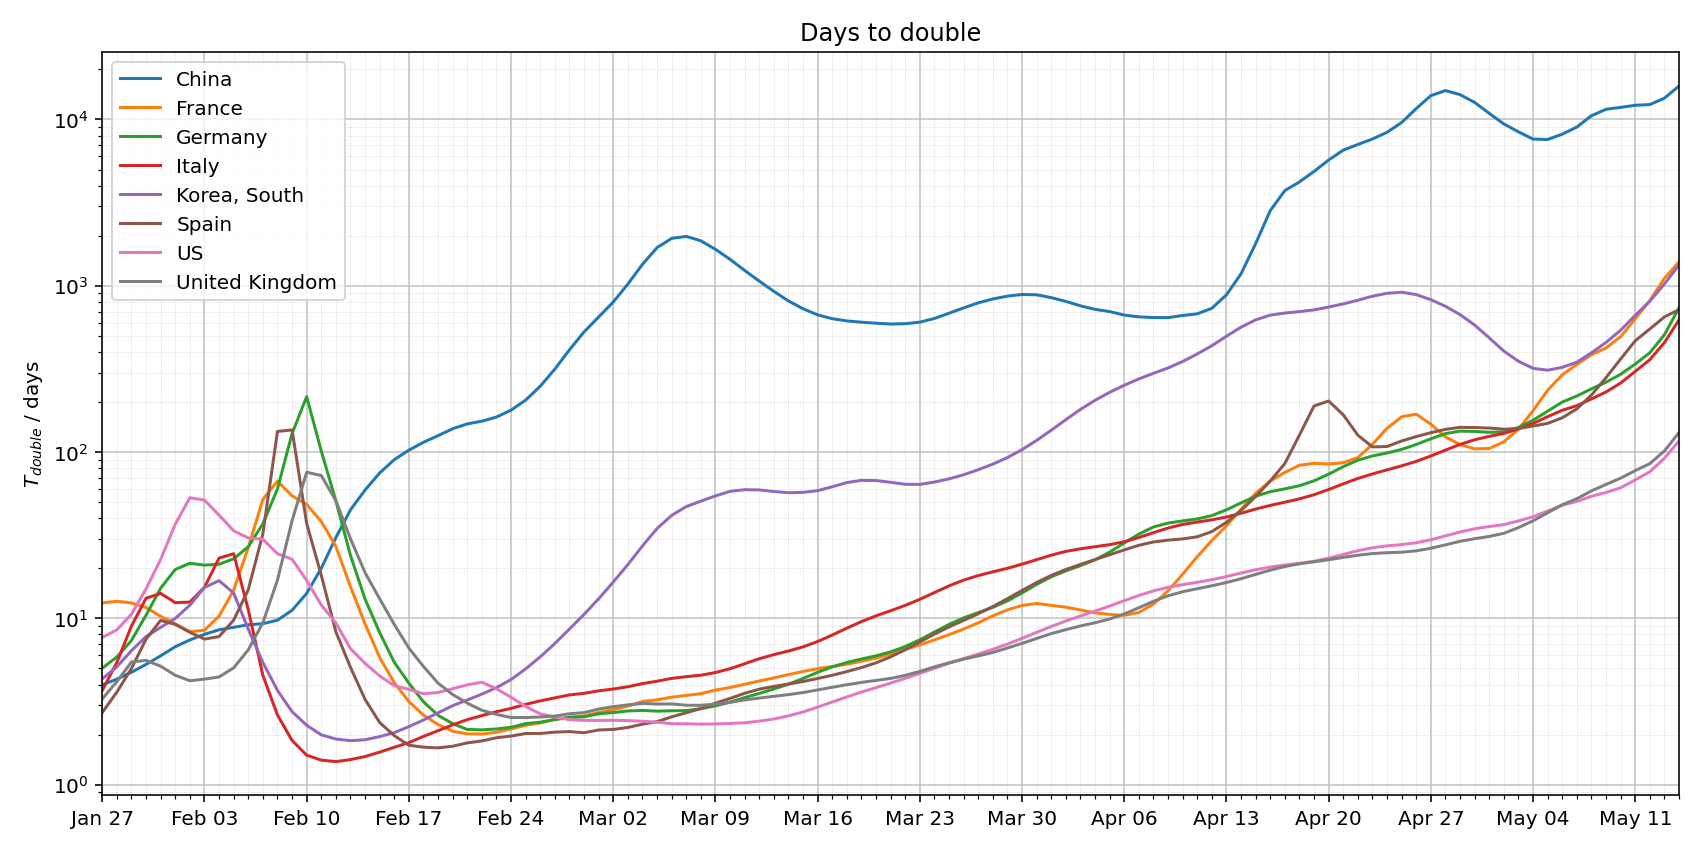 Days to double
China
France
Germany
Italy
Korea, South
Spain
US
United Kingdom
T_double / days
10⁴
10³
10²
10¹
10⁰
Jan 27 Feb 03 Feb 10 Feb 17 Feb 24 Mar 02 Mar 09 Mar 16 Mar 23 Mar 30 Apr 06 Apr 13 Apr 20 Apr 27 May 04 May 11